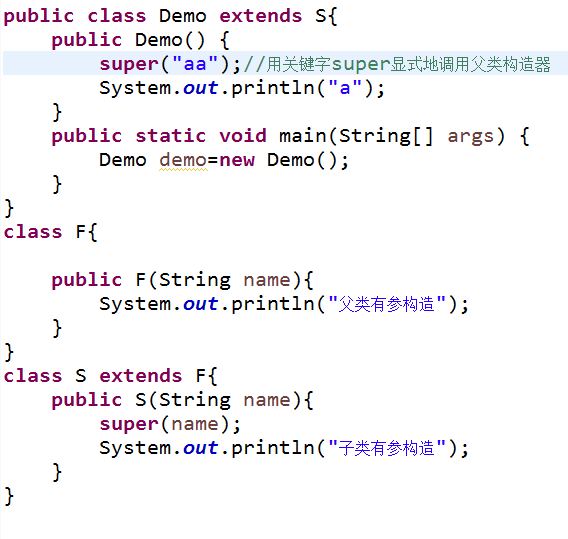 public class Demo extends S{
    public Demo() {
        super("aa");//用关键字super显式地调用父类构造器
        System.out.println("a");
    }
    public static void main(String[] args) {
        Demo demo=new Demo();
    }
}
class F{

    public F(String name){
        System.out.println("父类有参构造");
    }
}
class S extends F{
    public S(String name){
        super(name);
        System.out.println("子类有参构造");
    }
}